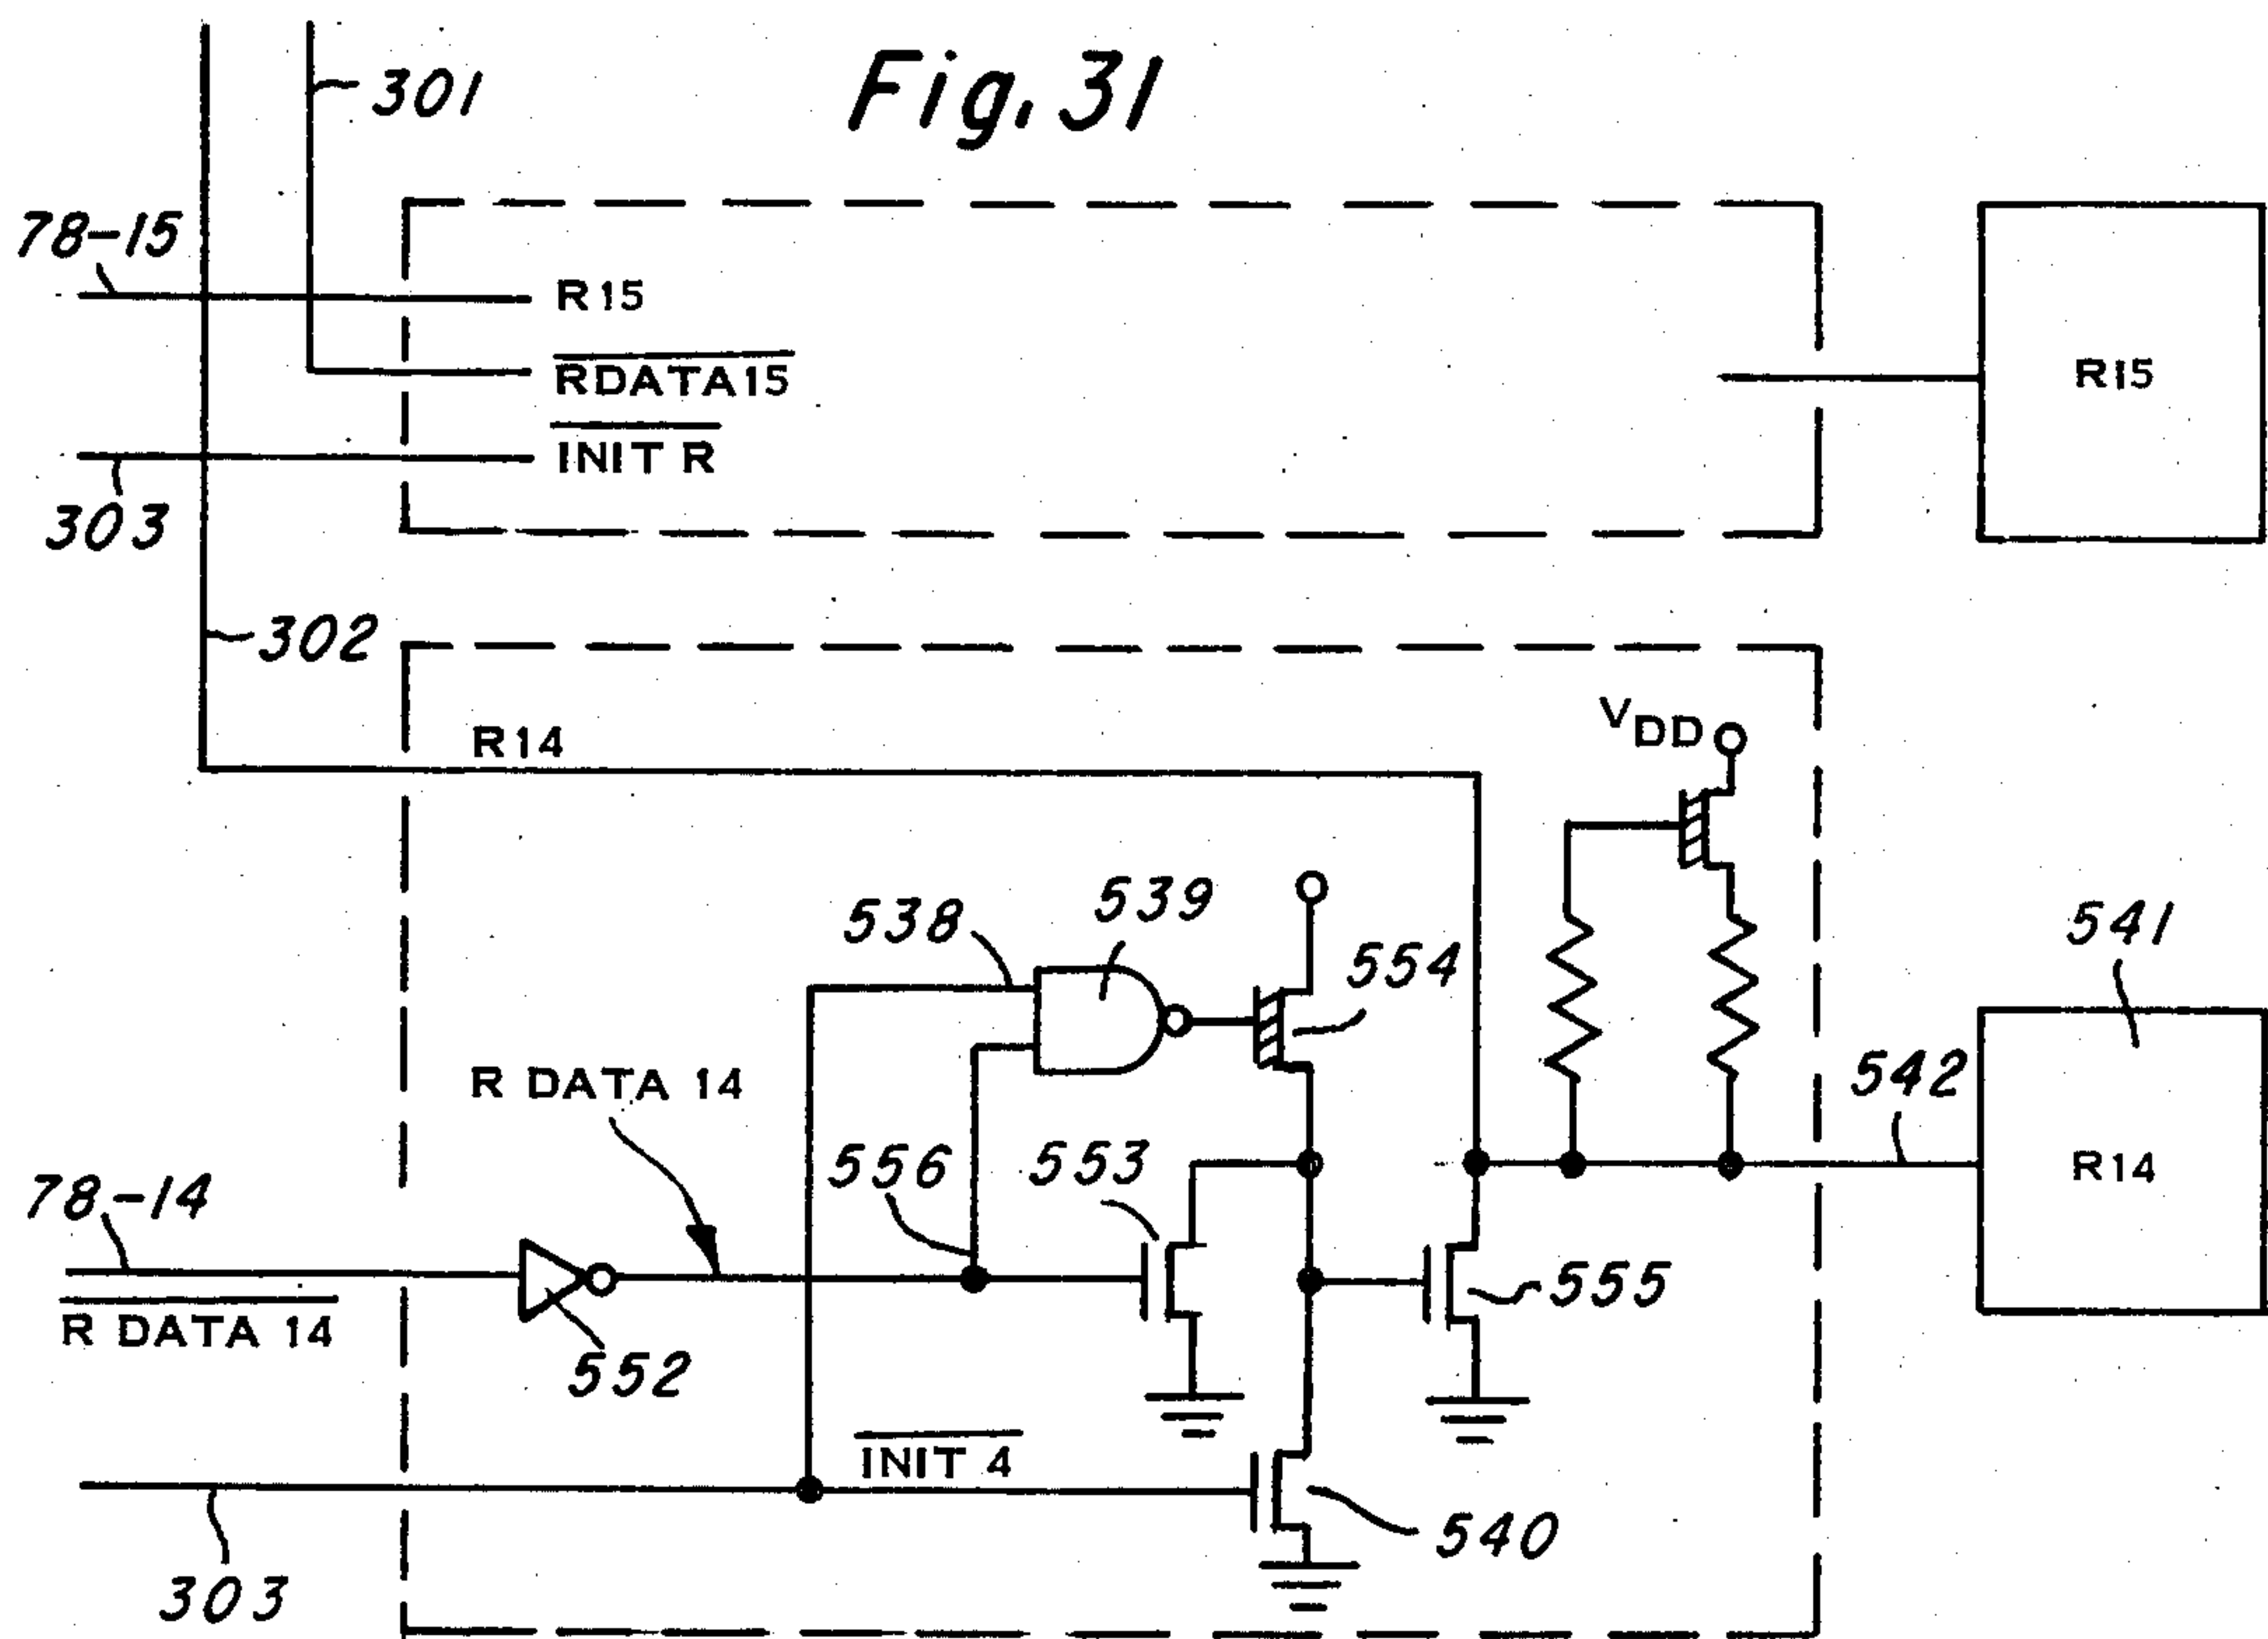 Fig. 31
301
78-15
R15
RDATA15
INIT R
R15
303
302
R14
VDD
538
539
554
541
R DATA 14
542
556
553
R14
78-14
R DATA 14
552
555
INIT 4
540
303